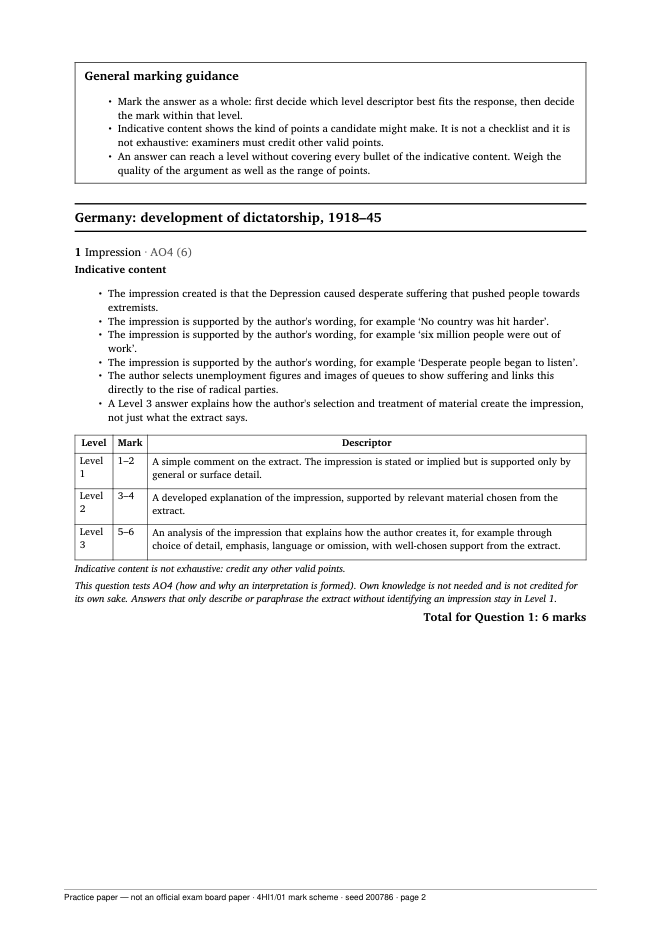 General marking guidance
• Mark the answer as a whole: first decide which level descriptor best fits the response, then decide
the mark within that level.
• Indicative content shows the kind of points a candidate might make. It is not a checklist and it is
not exhaustive: examiners must credit other valid points.
• An answer can reach a level without covering every bullet of the indicative content. Weigh the
quality of the argument as well as the range of points.
Germany: development of dictatorship, 1918–45
1 Impression · AO4 (6)
Indicative content
• The impression created is that the Depression caused desperate suffering that pushed people towards
extremists.
• The impression is supported by the author's wording, for example ‘No country was hit harder’.
• The impression is supported by the author's wording, for example ‘six million people were out of
work’.
• The impression is supported by the author's wording, for example ‘Desperate people began to listen’.
• The author selects unemployment figures and images of queues to show suffering and links this
directly to the rise of radical parties.
• A Level 3 answer explains how the author's selection and treatment of material create the impression,
not just what the extract says.
Level Mark Descriptor
Level 1–2 A simple comment on the extract. The impression is stated or implied but is supported only by
1 general or surface detail.
Level 3–4 A developed explanation of the impression, supported by relevant material chosen from the
2 extract.
Level 5–6 An analysis of the impression that explains how the author creates it, for example through
3 choice of detail, emphasis, language or omission, with well-chosen support from the extract.
Indicative content is not exhaustive: credit any other valid points.
This question tests AO4 (how and why an interpretation is formed). Own knowledge is not needed and is not credited for
its own sake. Answers that only describe or paraphrase the extract without identifying an impression stay in Level 1.
Total for Question 1: 6 marks
Practice paper — not an official exam board paper · 4HI1/01 mark scheme · seed 200786 · page 2